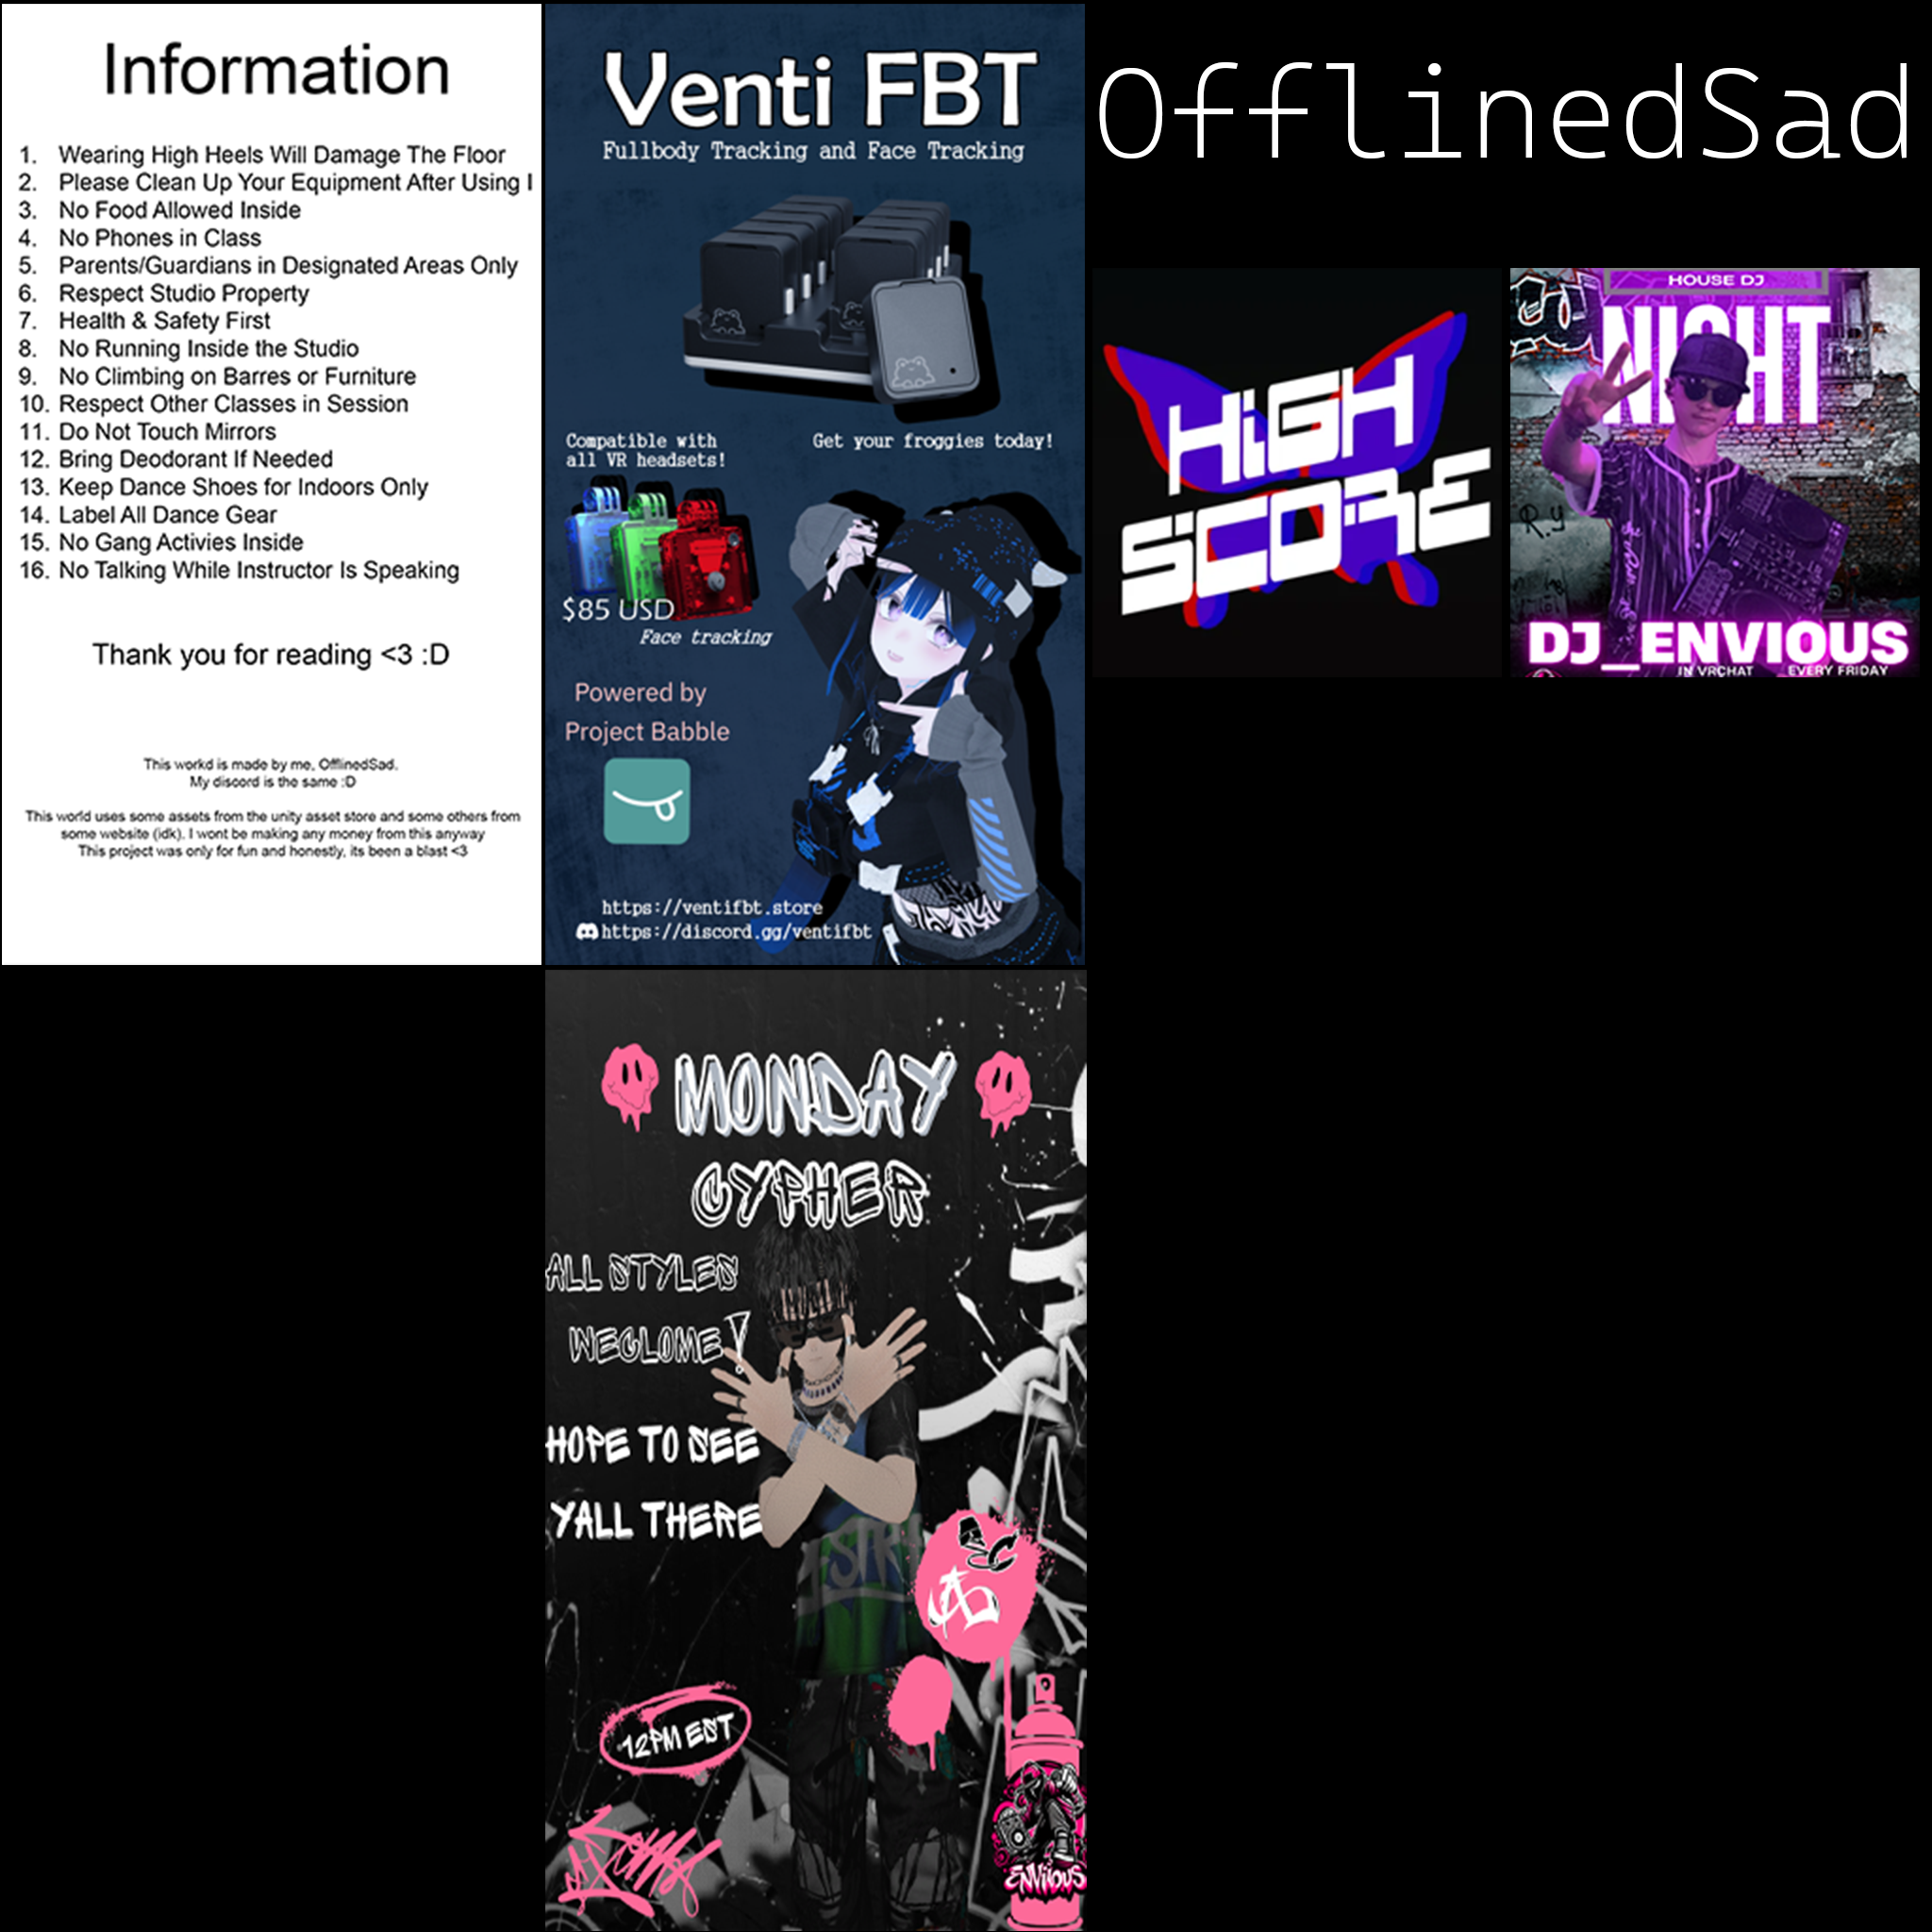 Information
1. Wearing High Heels Will Damage The Floor
2. Please Clean Up Your Equipment After Using I
3. No Food Allowed Inside
4. No Phones in Class
5. Parents/Guardians in Designated Areas Only
6. Respect Studio Property
7. Health & Safety First
8. No Running Inside the Studio
9. No Climbing on Barres or Furniture
10. Respect Other Classes in Session
11. Do Not Touch Mirrors
12. Bring Deodorant If Needed
13. Keep Dance Shoes for Indoors Only
14. Label All Dance Gear
15. No Gang Activies Inside
16. No Talking While Instructor Is Speaking
Thank you for reading <3 :D
This workd is made by me, OfflinedSad.
My discord is the same :D
This world uses some assets from the unity asset store and some others from
some website (idk). I wont be making any money from this anyway
This project was only for fun and honestly, its been a blast <3
Venti FBT
Fullbody Tracking and Face Tracking
Compatible with
all VR headsets!
Get your froggies today!
$85 USD
Face tracking
Powered by
Project Babble
https://ventifbt.store
https://discord.gg/ventifbt
OfflinedSad
HiGH
SCORE
HOUSE DJ
NIGHT
DJ_ENVIOUS
IN VRCHAT EVERY FRIDAY
MONDAY
CYPHER
ALL STYLES
WEGLOME!
HOPE TO SEE
YALL THERE
12PM EST
ENVIOUS